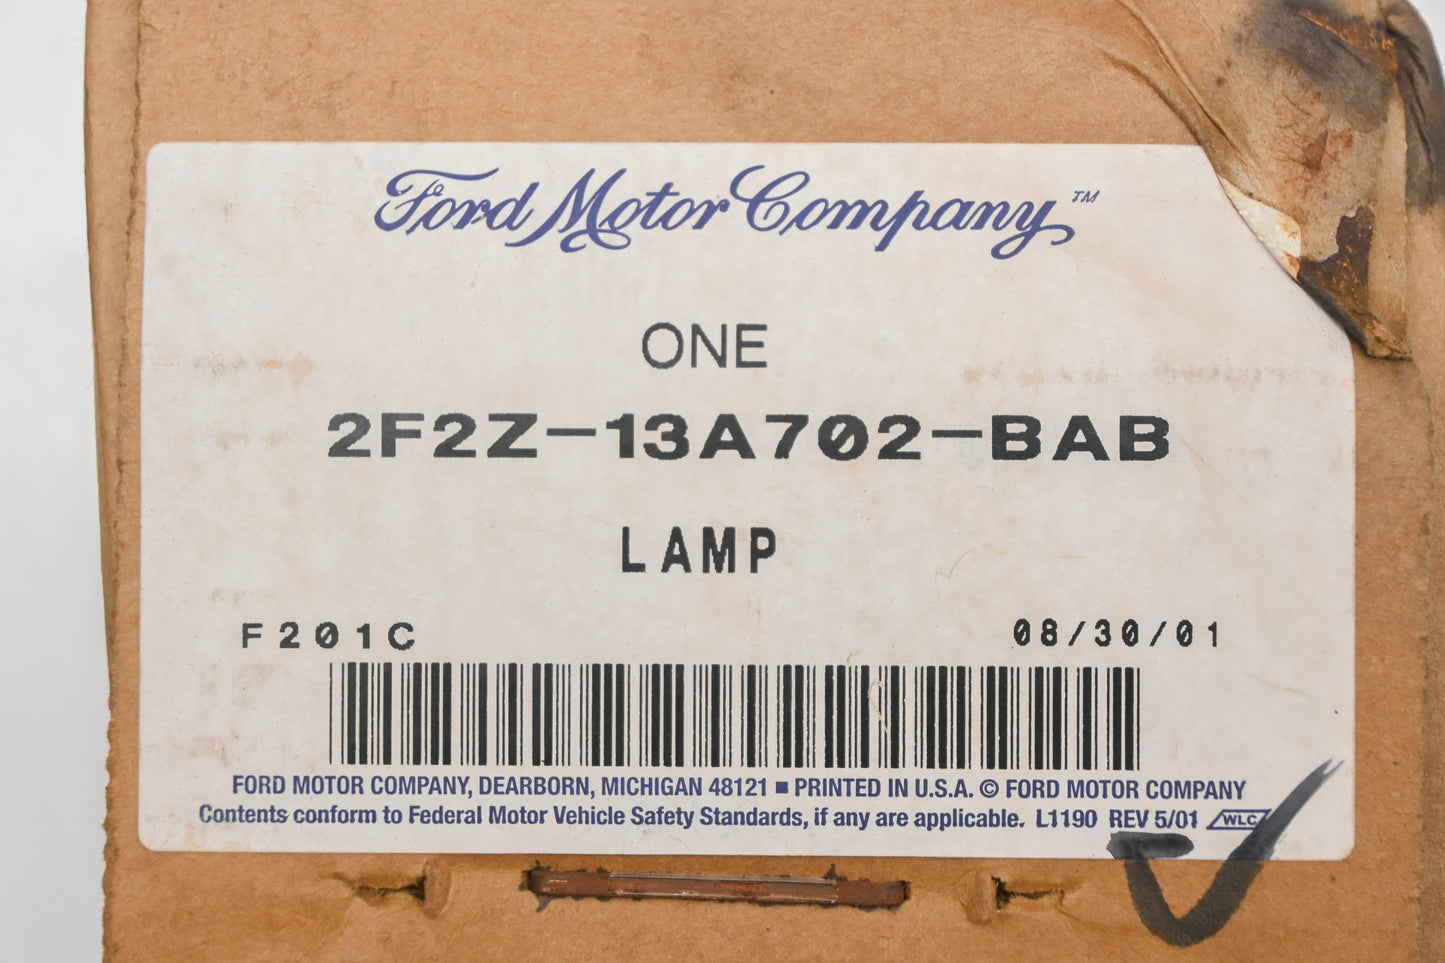 Ford Motor Company™
ONE
2F2Z-13A702-BAB
LAMP
F201C 08/30/01
FORD MOTOR COMPANY, DEARBORN, MICHIGAN 48121 ■ PRINTED IN U.S.A. © FORD MOTOR COMPANY
Contents conform to Federal Motor Vehicle Safety Standards, if any are applicable. L1190 REV 5/01 WLC